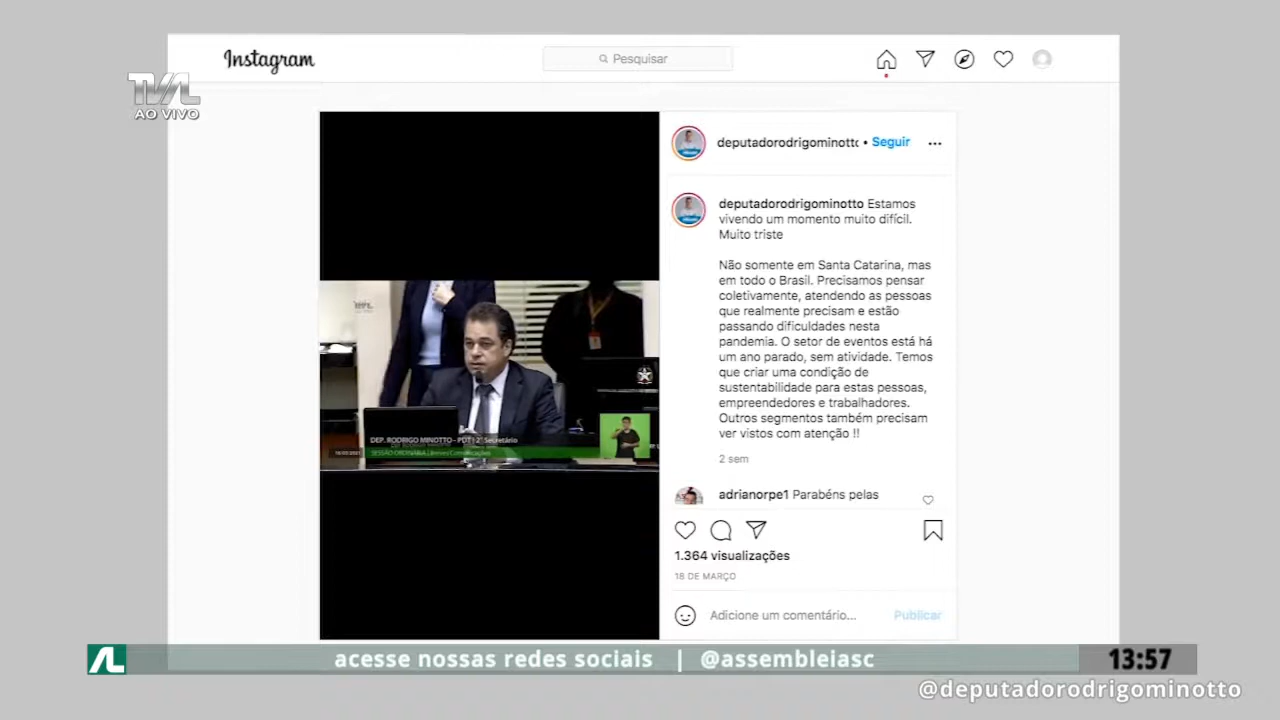 Instagram
Pesquisar
TVAL
AO VIVO
deputadorodrigominotto • Seguir
deputadorodrigominotto Estamos
vivendo um momento muito difícil.
Muito triste
Não somente em Santa Catarina, mas
em todo o Brasil. Precisamos pensar
coletivamente, atendendo as pessoas
que realmente precisam e estão
passando dificuldades nesta
pandemia. O setor de eventos está há
um ano parado, sem atividade. Temos
que criar uma condição de
sustentabilidade para estas pessoas,
empreendedores e trabalhadores.
Outros segmentos também precisam
ver vistos com atenção !!
2 sem
adrianorpe1 Parabéns pelas
1.364 visualizações
18 DE MARÇO
Adicione um comentário...
Publicar
DEP. RODRIGO MINOTTO - PDT | 2º Secretário
SESSÃO ORDINÁRIA | Breves Comunicações
AL
acesse nossas redes sociais | @assembleiasc
13:57
@deputadorodrigominotto